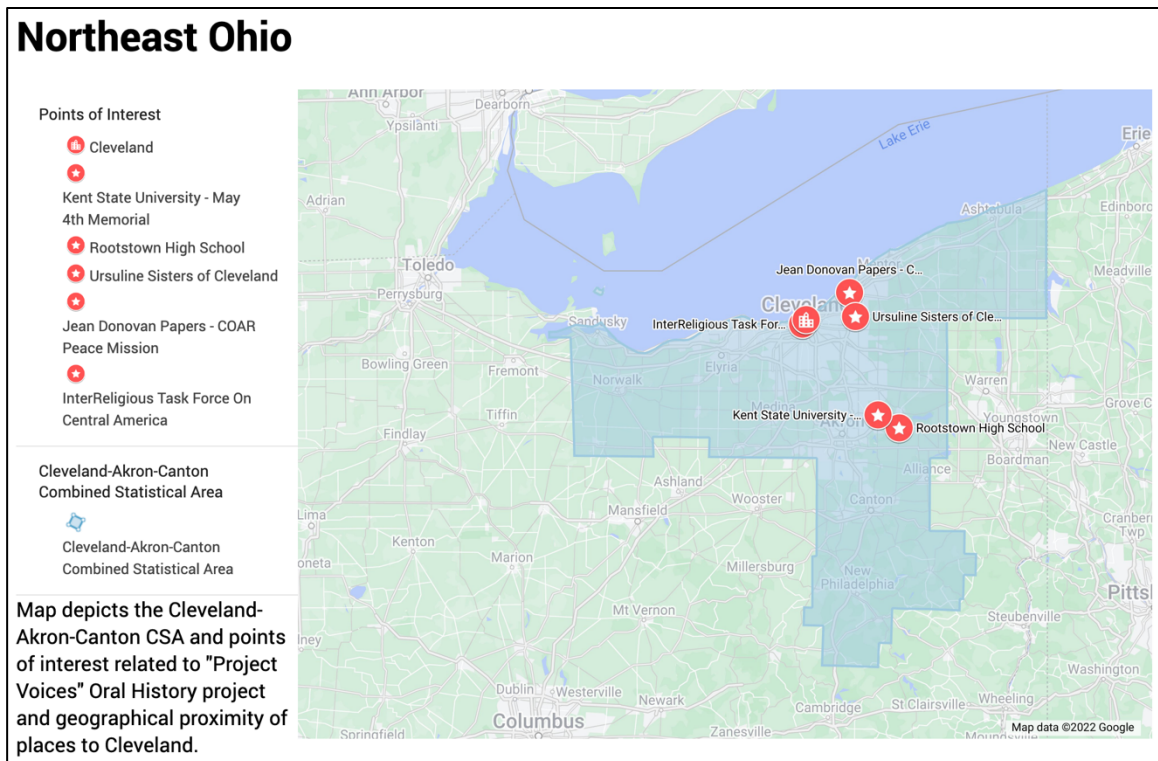 Northeast Ohio
Points of Interest
Cleveland
Kent State University - May
4th Memorial
Rootstown High School
Ursuline Sisters of Cleveland
Jean Donovan Papers - COAR
Peace Mission
InterReligious Task Force On
Central America
Cleveland-Akron-Canton
Combined Statistical Area
Cleveland-Akron-Canton
Combined Statistical Area
Map depicts the Cleveland-
Akron-Canton CSA and points
of interest related to "Project
Voices" Oral History project
and geographical proximity of
places to Cleveland.
Ann Arbor
Dearborn
Ypsilanti
Lake Erie
Erie
Adrian
Ashtabula
Edinboro
Toledo
Mentor
Meadville
Perrysburg
Jean Donovan Papers - C...
Cleveland
Sandusky
InterReligious Task For...
Ursuline Sisters of Cle...
Bowling Green
Fremont
Elyria
Norwalk
Warren
Grove C
Medina
Kent State University -...
Youngstown
Tiffin
Akron
Rootstown High School
New Castle
Findlay
Boardman
Alliance
Ashland
Wooster
Canton
Lima
Mansfield
Cranberr
Twp
Kenton
oneta
Marion
Millersburg
New
Philadelphia
Pittsb
Mt Vernon
Steubenville
ney
Washington
Dublin
Westerville
Newark
Wheeling
Columbus
Cambridge
St Clairsville
Springfield
Zanesville
Moundsville
Map data ©2022 Google